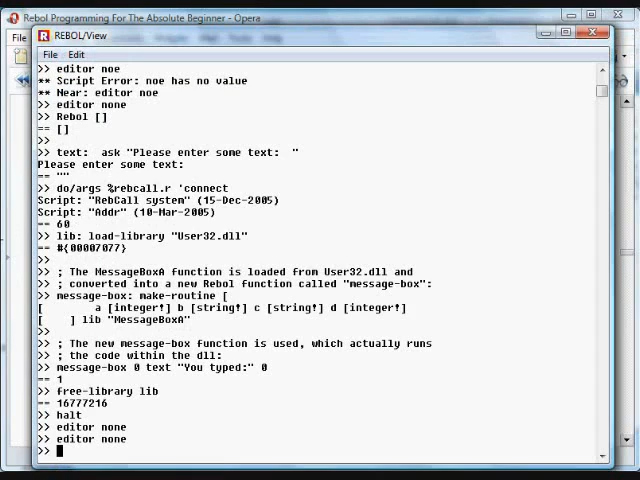 Rebol Programming For The Absolute Beginner - Opera
File
REBOL/View
File Edit
>> editor noe
** Script Error: noe has no value
** Near: editor noe
>> editor none
>> Rebol []
== []
>>
>> text:  ask "Please enter some text:  "
Please enter some text:
== ""
>> do/args %rebcall.r 'connect
Script: "RebCall system" (15-Dec-2005)
Script: "Addr" (10-Mar-2005)
== 60
>> lib: load-library "User32.dll"
== #{00007077}
>>
>> ; The MessageBoxA function is loaded from User32.dll and
>> ; converted into a new Rebol function called "message-box":
>> message-box: make-routine [
[        a [integer!] b [string!] c [string!] d [integer!]
[    ] lib "MessageBoxA"
>>
>> ; The new message-box function is used, which actually runs
>> ; the code within the dll:
>> message-box 0 text "You typed:" 0
== 1
>> free-library lib
== 16777216
>> halt
>> editor none
>> editor none
>>